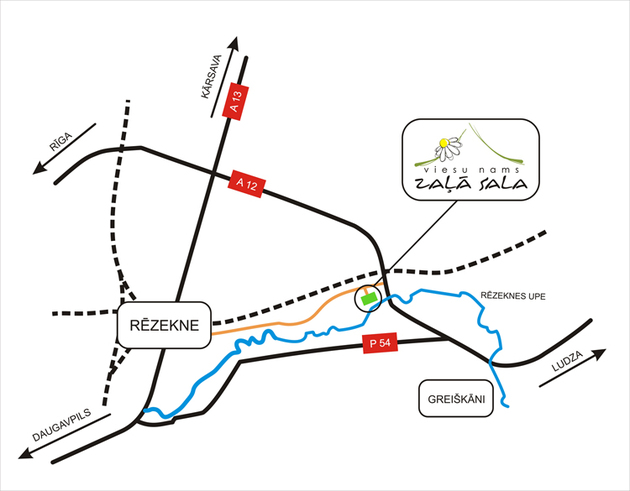 KĀRSAVA
A 13
RĪGA
A 12
viesu nams
ZAĻĀ SALA
RĒZEKNES UPE
RĒZEKNE
P 54
LUDZA
GREIŠKĀNI
DAUGAVPILS